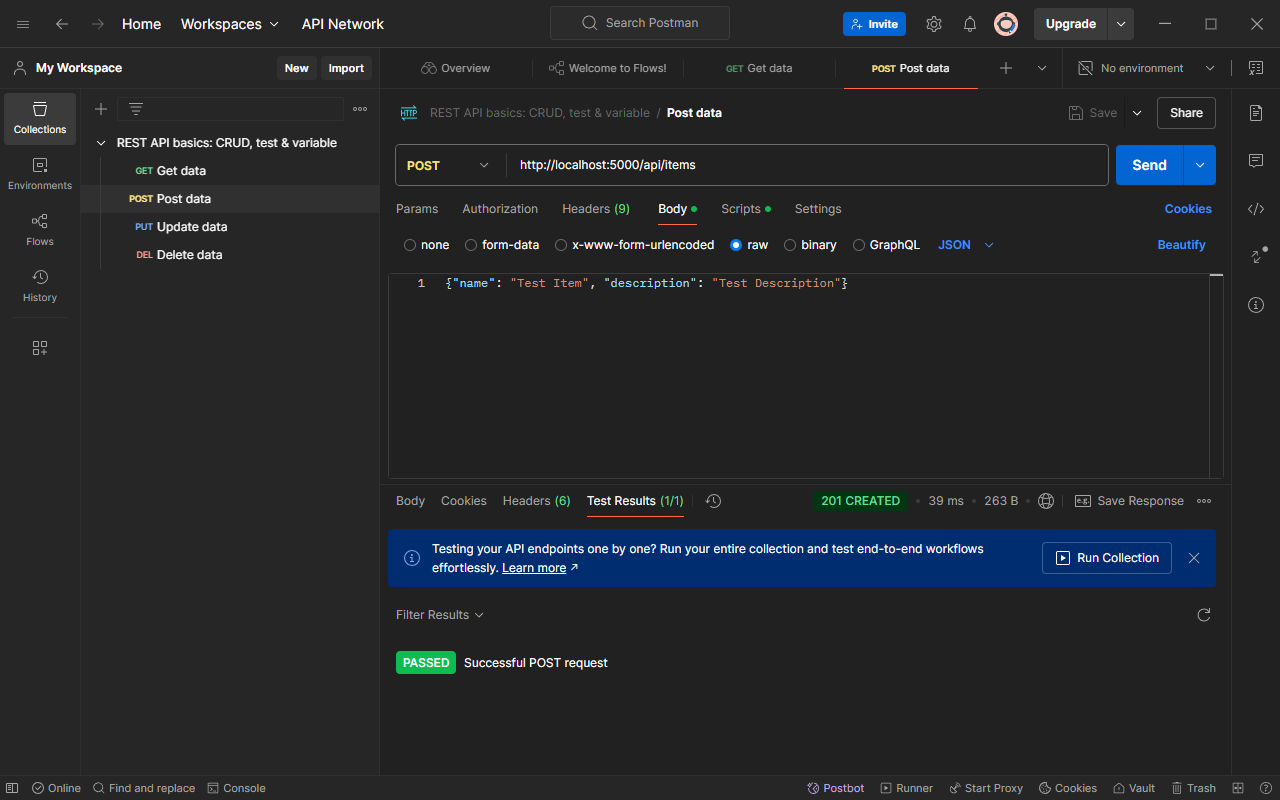 Home Workspaces API Network Search Postman Invite Upgrade
My Workspace New Import Overview Welcome to Flows! GET Get data POST Post data No environment
Collections
Environments
Flows
History
REST API basics: CRUD, test & variable
GET Get data
POST Post data
PUT Update data
DEL Delete data
HTTP REST API basics: CRUD, test & variable / Post data Save Share
POST http://localhost:5000/api/items Send
Params Authorization Headers (9) Body Scripts Settings Cookies
none form-data x-www-form-urlencoded raw binary GraphQL JSON Beautify
1 {"name": "Test Item", "description": "Test Description"}
Body Cookies Headers (6) Test Results (1/1) 201 CREATED 39 ms 263 B e.g. Save Response
Testing your API endpoints one by one? Run your entire collection and test end-to-end workflows
effortlessly. Learn more
Run Collection
Filter Results
PASSED Successful POST request
Online Find and replace Console Postbot Runner Start Proxy Cookies Vault Trash